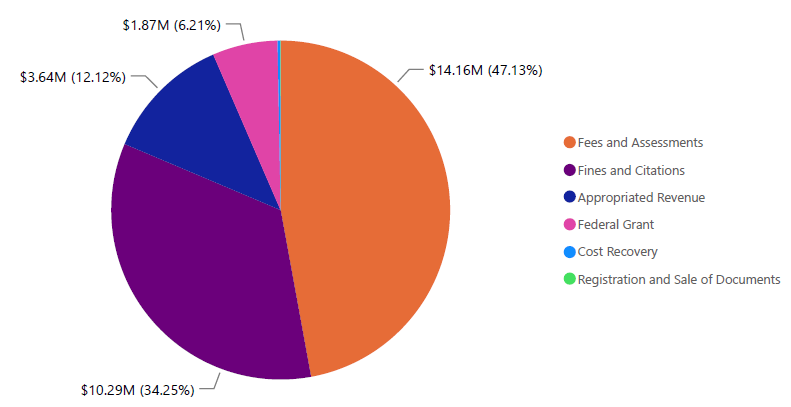 $1.87M (6.21%)
$14.16M (47.13%)
$3.64M (12.12%)
$10.29M (34.25%)
Fees and Assessments
Fines and Citations
Appropriated Revenue
Federal Grant
Cost Recovery
Registration and Sale of Documents